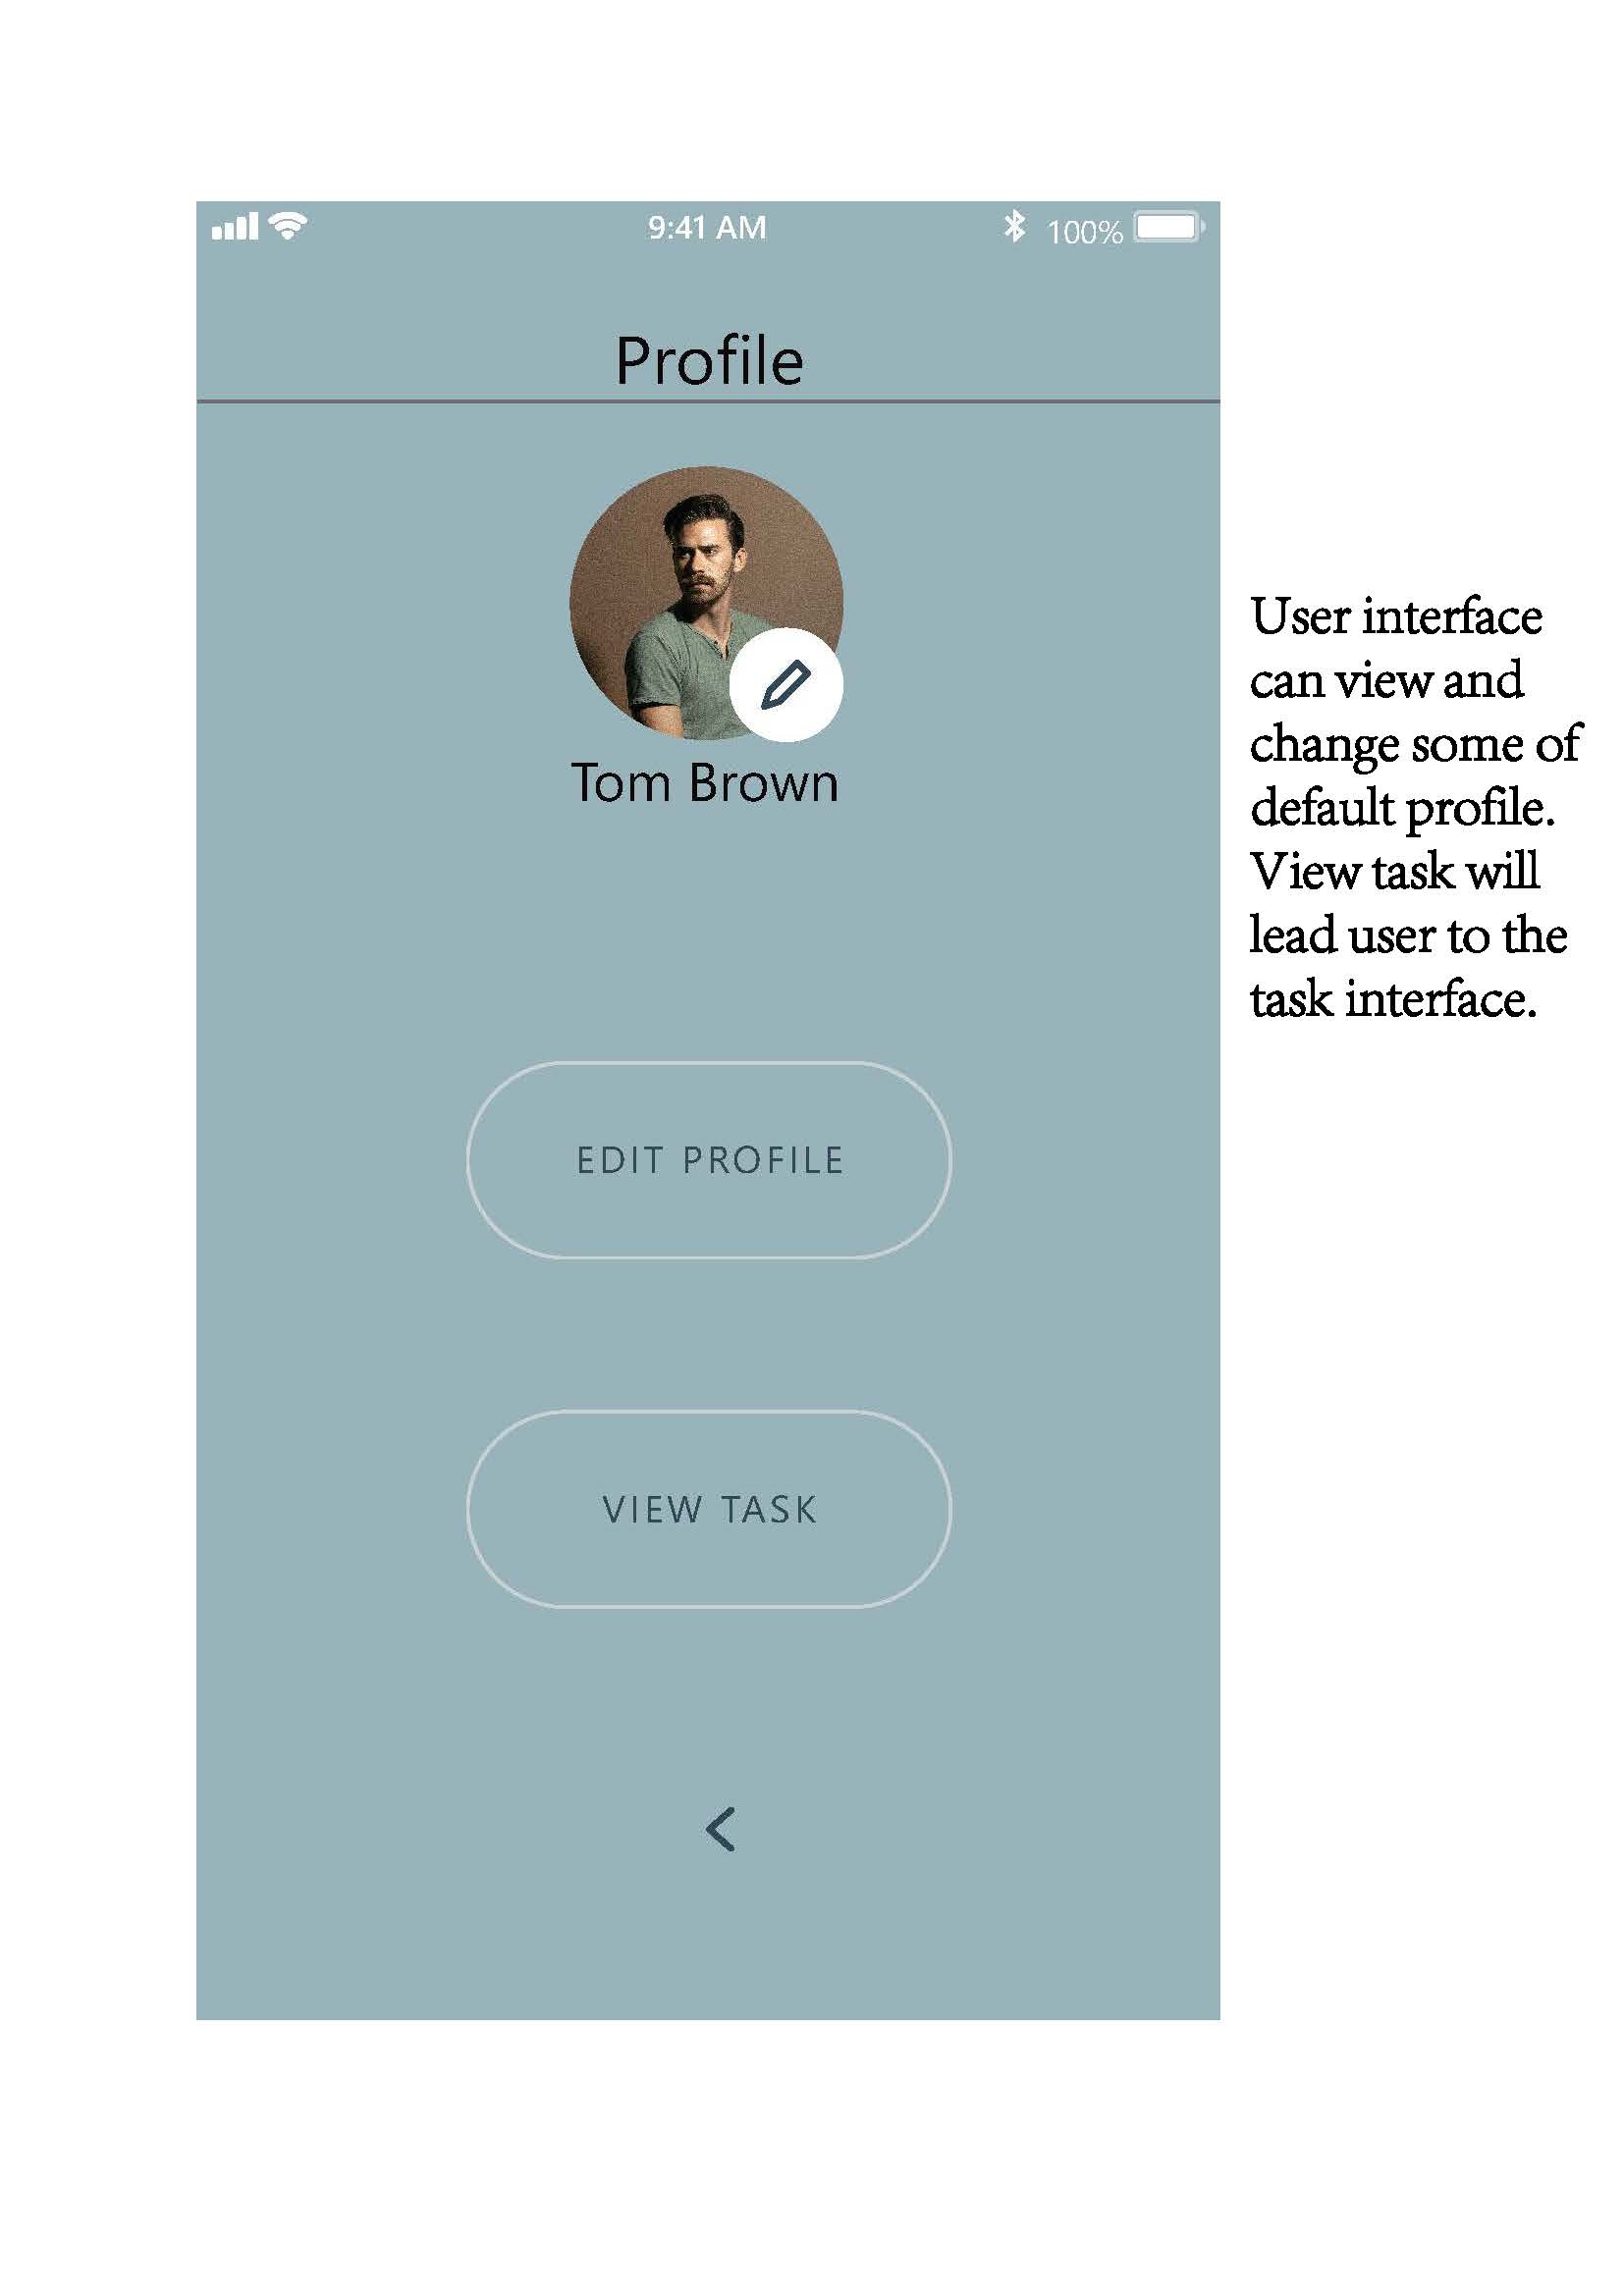 9:41 AM
100%
Profile
Tom Brown
User interface
can view and
change some of
default profile.
View task will
lead user to the
task interface.
EDIT PROFILE
VIEW TASK